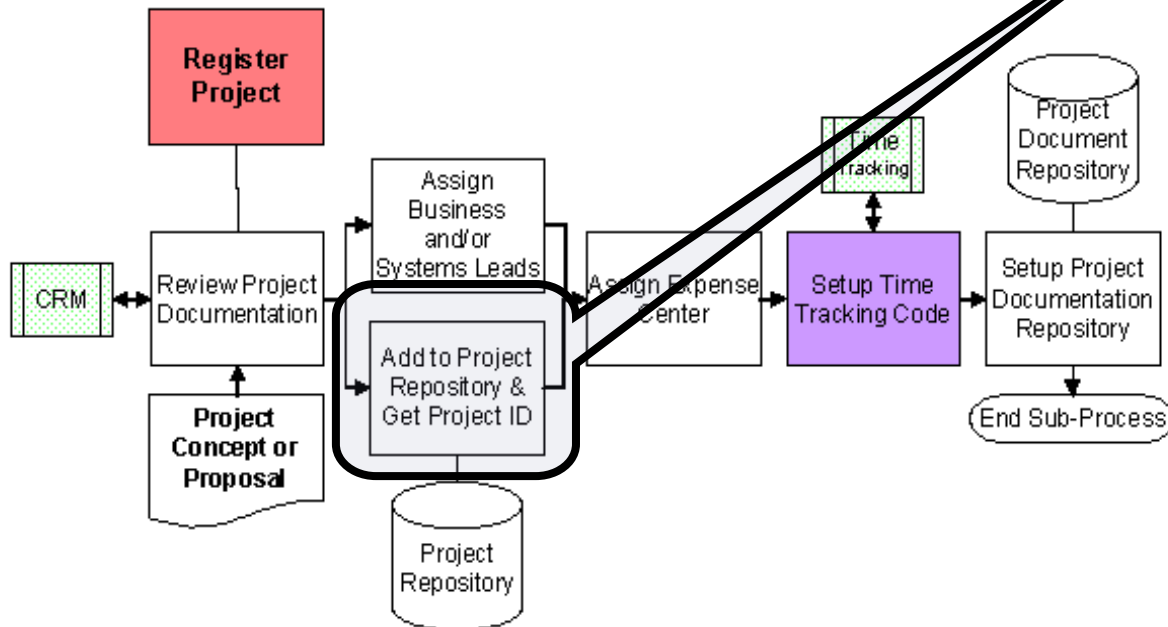 Register
Project
Project
Document
Repository
Time
Tracking
Assign
Business
and/or
Systems Leads
CRM
Review Project
Documentation
Assign Expense
Center
Setup Time
Tracking Code
Setup Project
Documentation
Repository
Add to Project
Repository &
Get Project ID
Project
Concept or
Proposal
End Sub-Process
Project
Repository